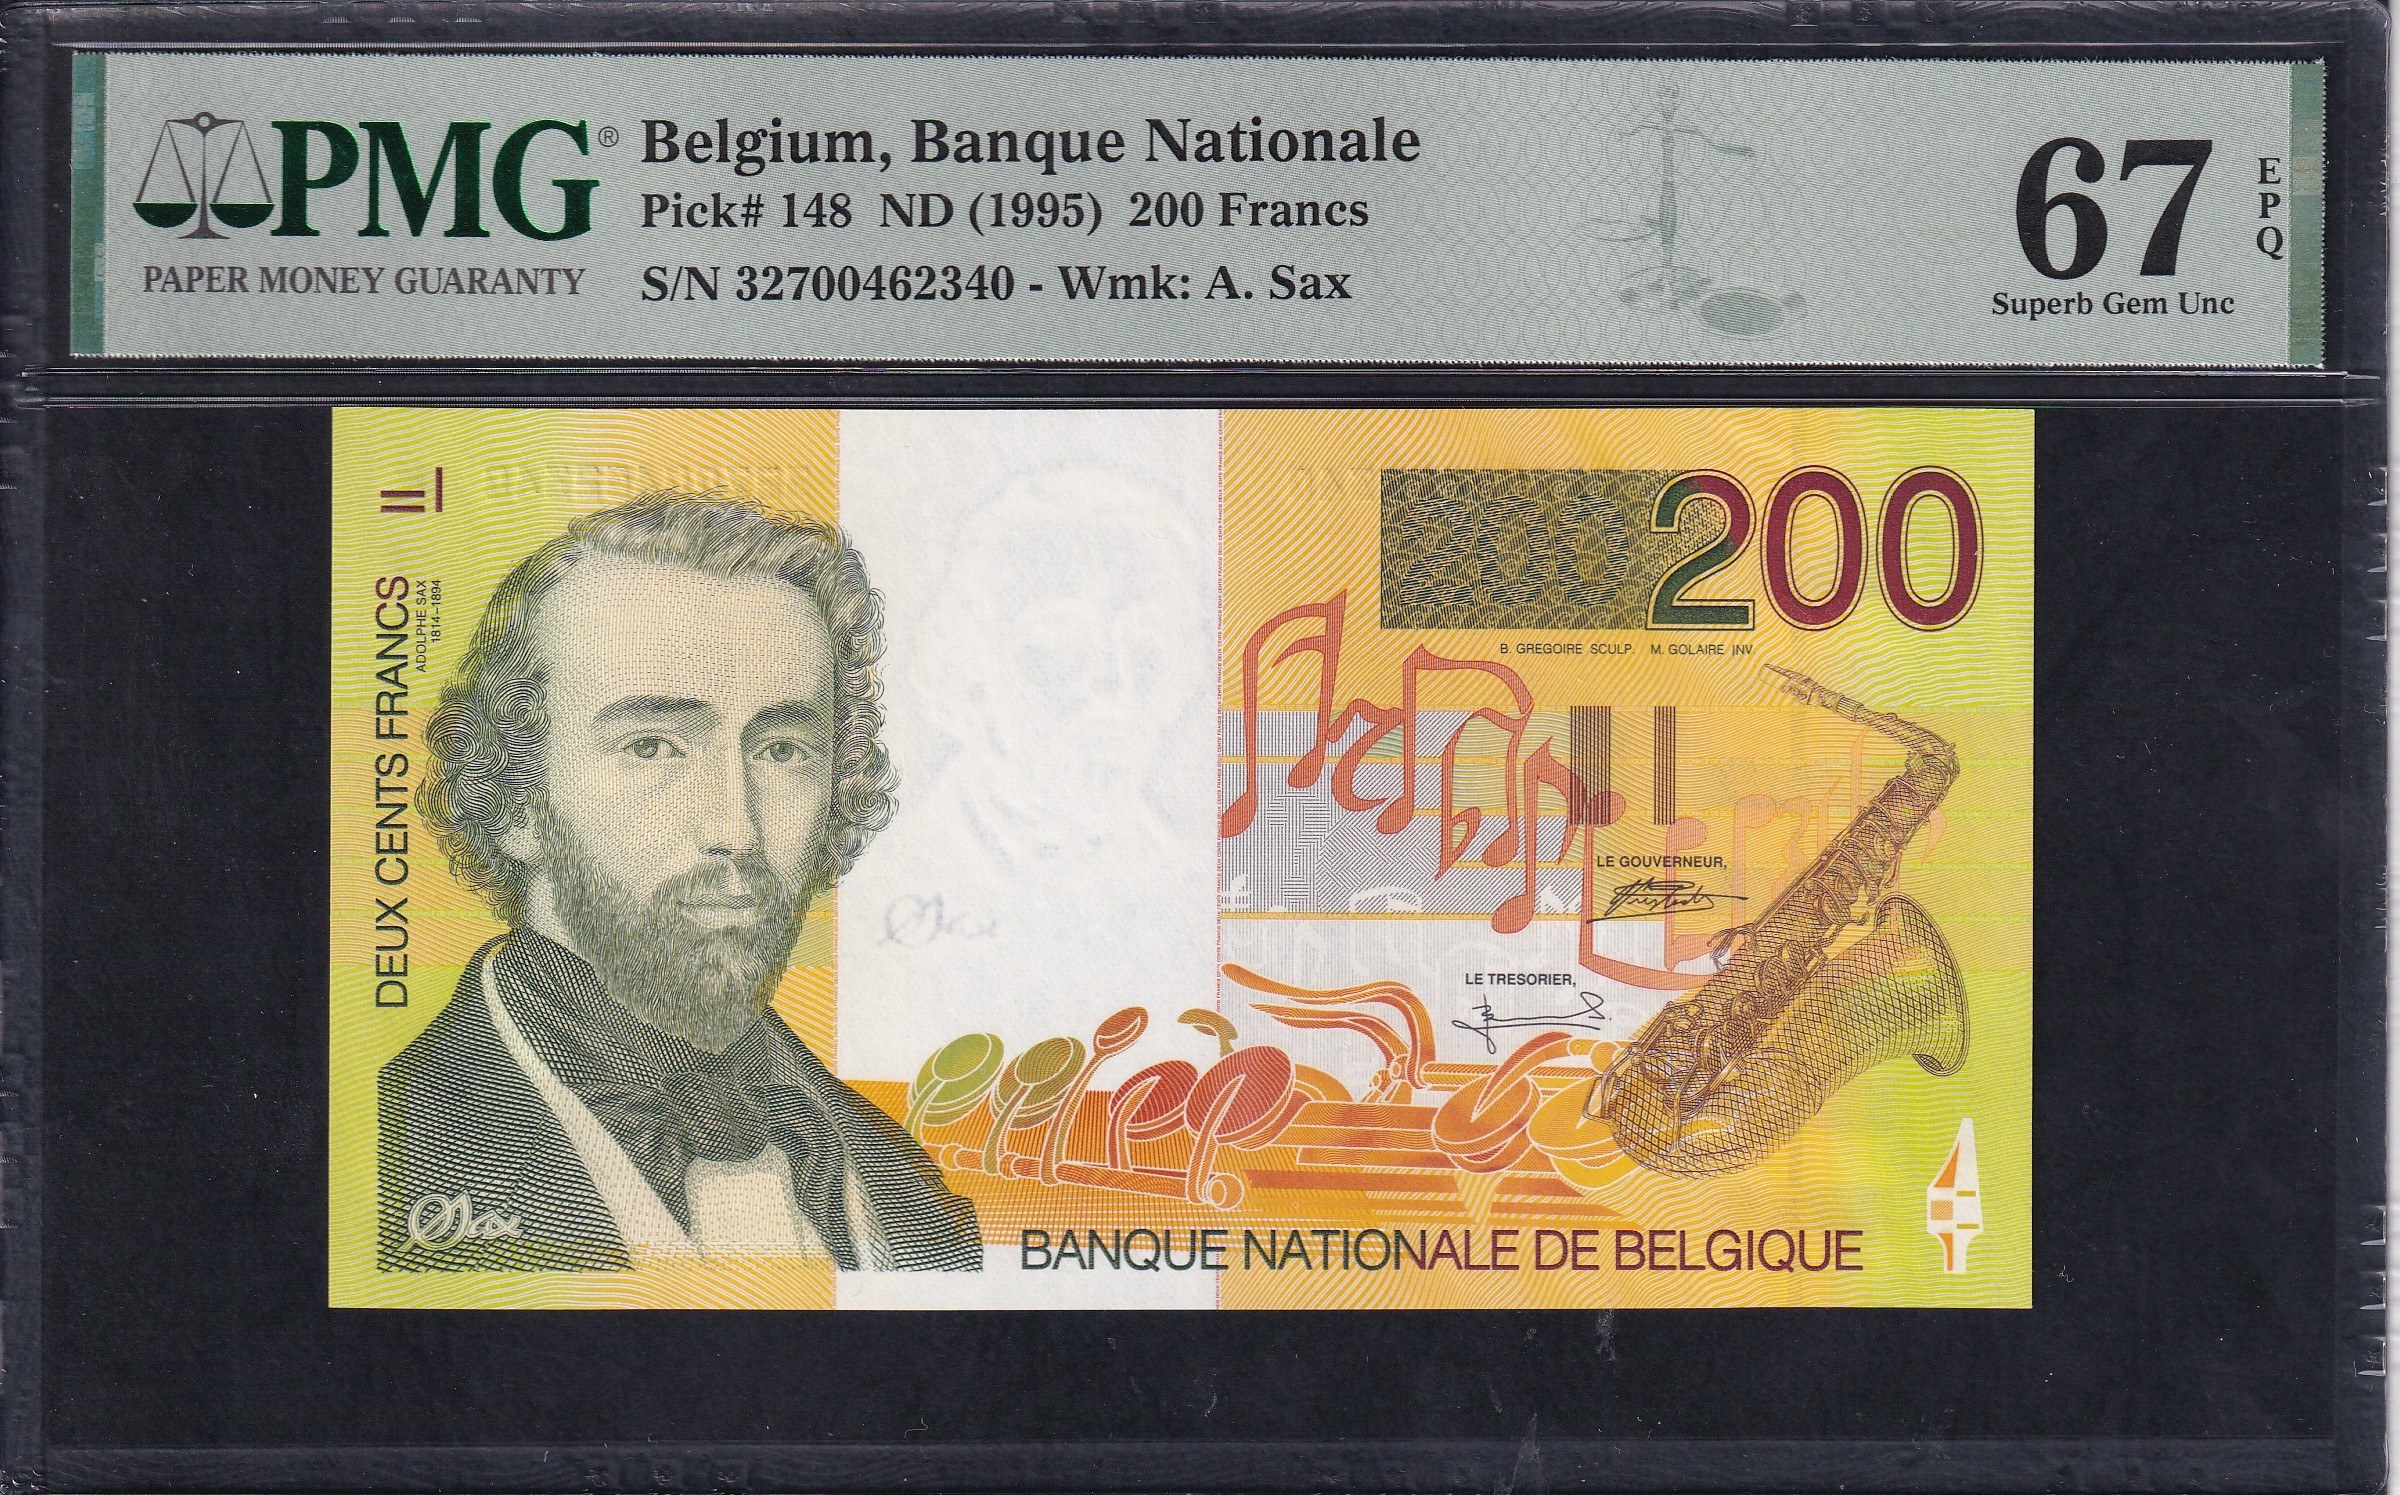 PMG®
PAPER MONEY GUARANTY
Belgium, Banque Nationale
Pick# 148 ND (1995) 200 Francs
S/N 32700462340 - Wmk: A. Sax
67
EPQ
Superb Gem Unc
DEUX CENTS FRANCS
ADOLPHE SAX
1814–1894
200
200
B. GREGOIRE SCULP. M. GOLAIRE INV.
LE GOUVERNEUR,
LE TRESORIER,
Sax
BANQUE NATIONALE DE BELGIQUE